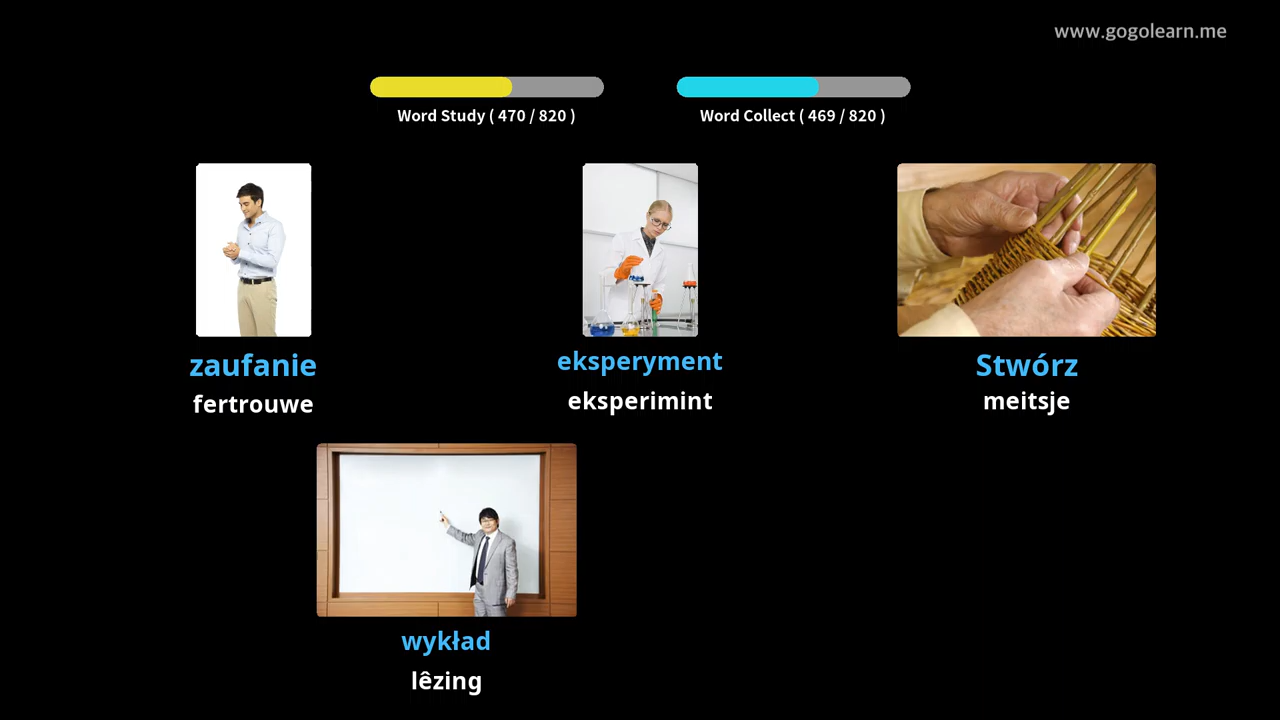 www.gogolearn.me
Word Study ( 470 / 820 )
Word Collect ( 469 / 820 )
zaufanie
fertrouwe
eksperyment
eksperimint
Stwórz
meitsje
wykład
lêzing